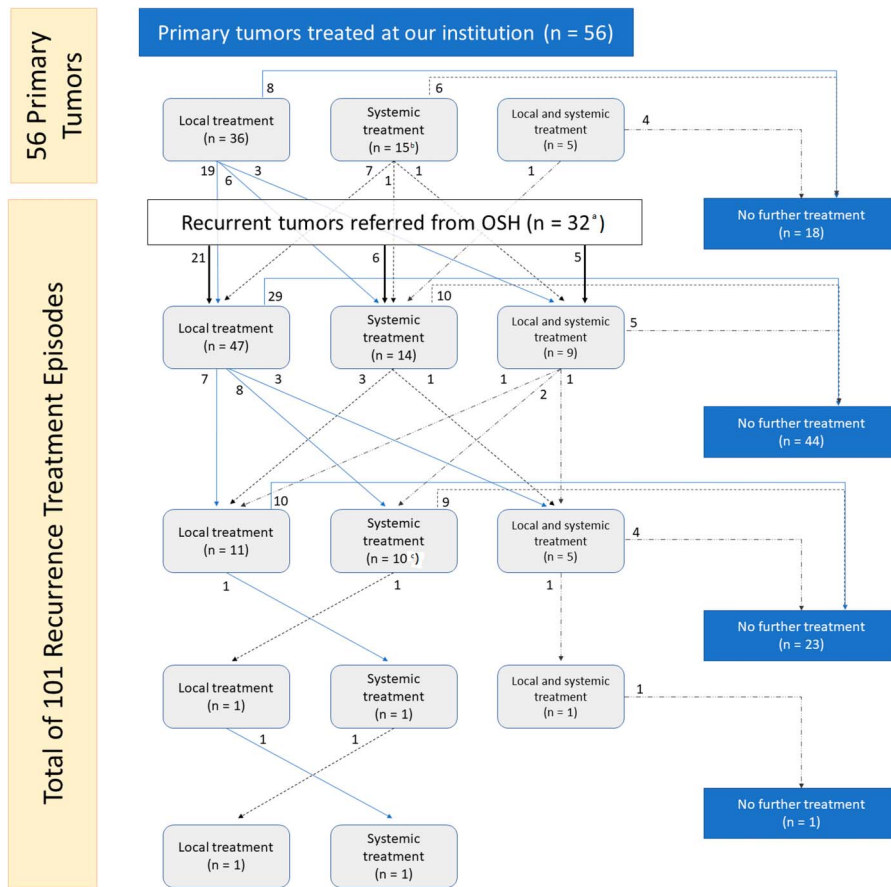 56 Primary
Tumors
Primary tumors treated at our institution (n = 56)
8
6
Local treatment
(n = 36)
Systemic
treatment
(n = 15ᵇ)
Local and systemic
treatment
(n = 5)
4
19
6
3
7
1
1
1
No further treatment
(n = 18)
Total of 101 Recurrence Treatment Episodes
Recurrent tumors referred from OSH (n = 32ᵃ)
21
6
5
29
10
Local treatment
(n = 47)
Systemic
treatment
(n = 14)
Local and systemic
treatment
(n = 9)
5
7
8
3
3
1
1
2
1
No further treatment
(n = 44)
10
9
Local treatment
(n = 11)
Systemic
treatment
(n = 10ᶜ)
Local and systemic
treatment
(n = 5)
4
1
1
1
No further treatment
(n = 23)
Local treatment
(n = 1)
Systemic
treatment
(n = 1)
Local and systemic
treatment
(n = 1)
1
1
1
No further treatment
(n = 1)
Local treatment
(n = 1)
Systemic
treatment
(n = 1)